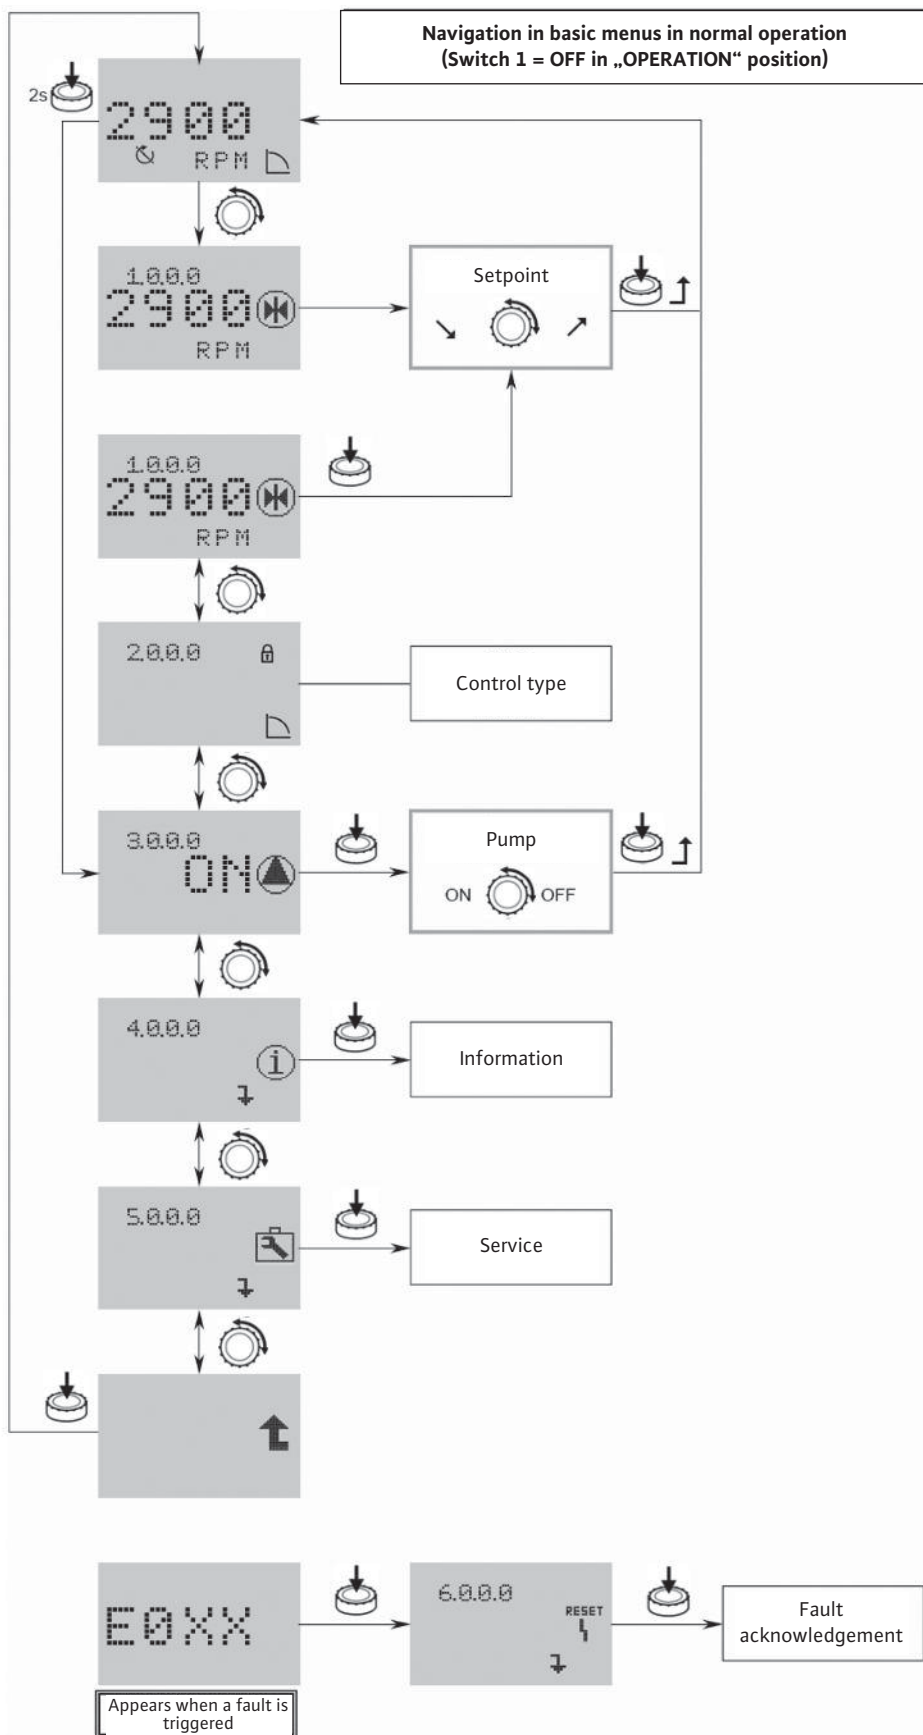 Navigation in basic menus in normal operation
(Switch 1 = OFF in „OPERATION“ position)
2s
2900
RPM
1.0.0.0
2900
RPM
Setpoint
1.0.0.0
2900
RPM
2.0.0.0
Control type
3.0.0.0
ON
Pump
ON OFF
4.0.0.0
i
Information
5.0.0.0
Service
E0XX
6.0.0.0
RESET
Fault
acknowledgement
Appears when a fault is
triggered